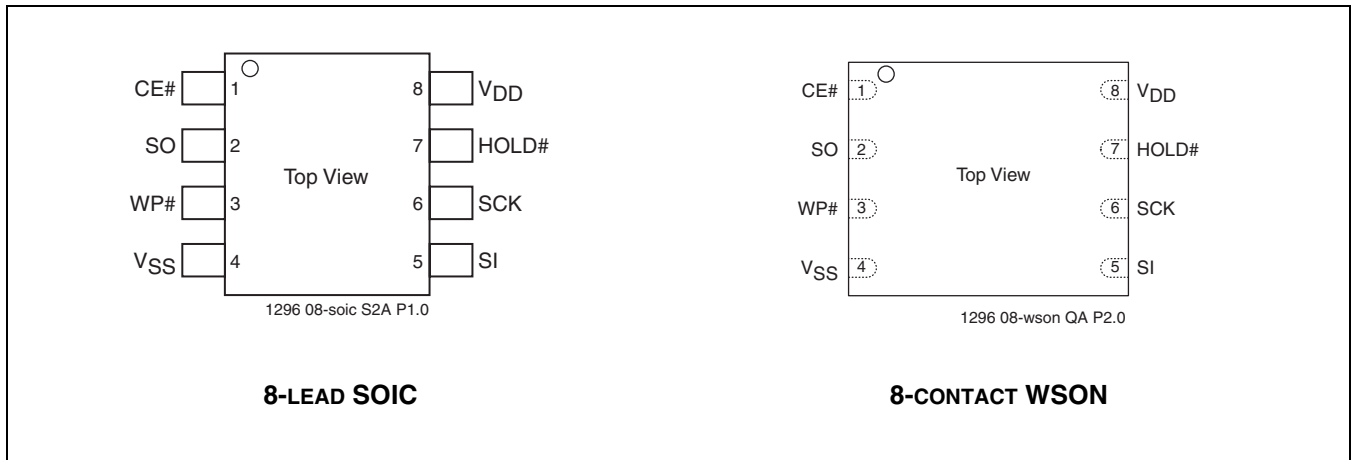 CE# 1 8 VDD
SO 2 7 HOLD#
Top View
WP# 3 6 SCK
VSS 4 5 SI
1296 08-soic S2A P1.0
8-LEAD SOIC
CE# 1 8 VDD
SO 2 7 HOLD#
Top View
WP# 3 6 SCK
VSS 4 5 SI
1296 08-wson QA P2.0
8-CONTACT WSON